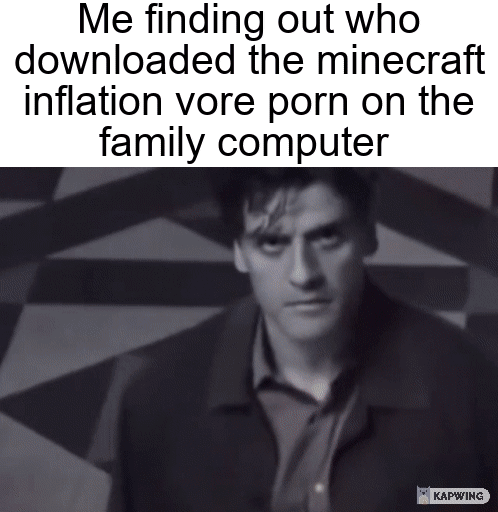 Me finding out who
downloaded the minecraft
inflation vore porn on the
family computer
KAPWING